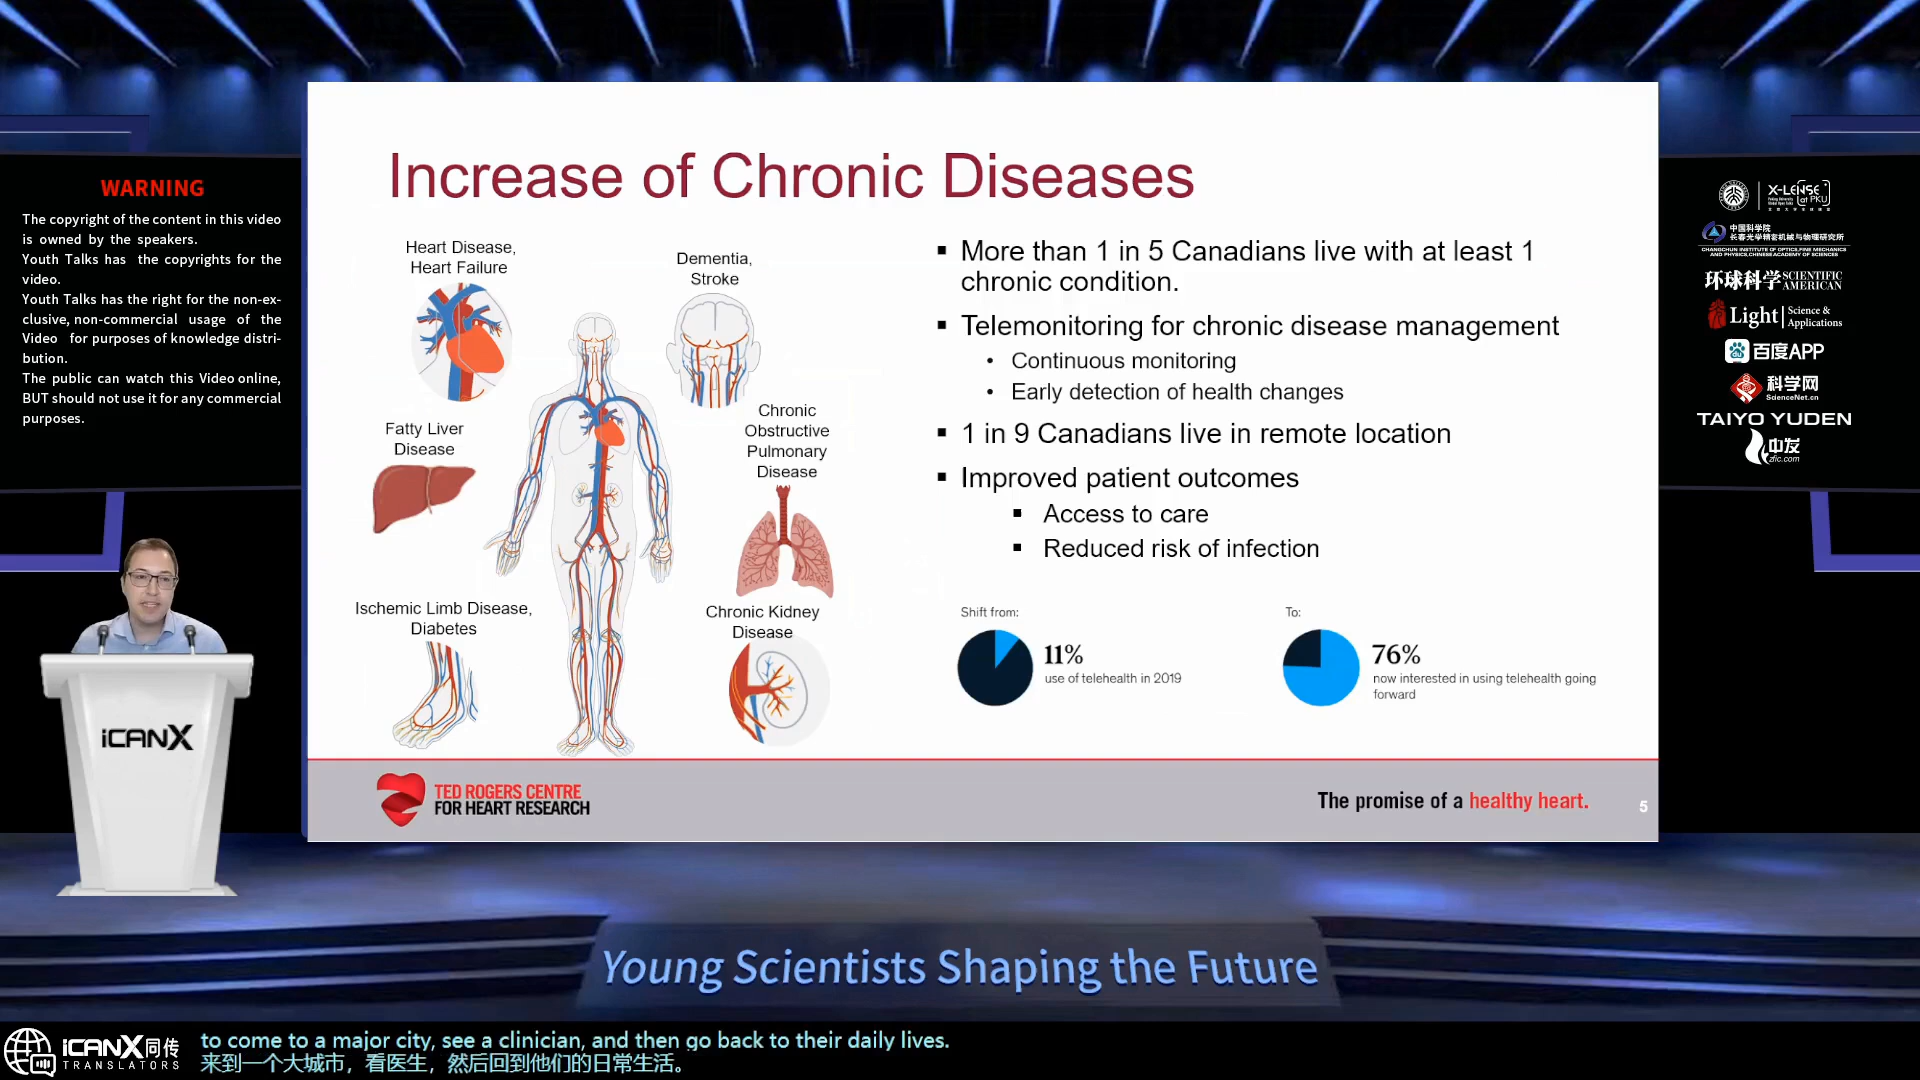 WARNING
The copyright of the content in this video
is owned by the speakers.
Youth Talks has the copyrights for the
video.
Youth Talks has the right for the non-ex-
clusive, non-commercial usage of the
Video for purposes of knowledge distri-
bution.
The public can watch this Video online,
BUT should not use it for any commercial
purposes.
Increase of Chronic Diseases
Heart Disease,
Heart Failure
Dementia,
Stroke
Fatty Liver
Disease
Chronic
Obstructive
Pulmonary
Disease
Ischemic Limb Disease,
Diabetes
Chronic Kidney
Disease
▪ More than 1 in 5 Canadians live with at least 1
chronic condition.
▪ Telemonitoring for chronic disease management
• Continuous monitoring
• Early detection of health changes
▪ 1 in 9 Canadians live in remote location
▪ Improved patient outcomes
▪ Access to care
▪ Reduced risk of infection
Shift from:
11%
use of telehealth in 2019
To:
76%
now interested in using telehealth going
forward
TED ROGERS CENTRE
FOR HEART RESEARCH
The promise of a healthy heart.
5
X-LENSE
at PKU
中国科学院
长春光学精密机械与物理研究所
CHANGCHUN INSTITUTE OF OPTICS,FINE MECHANICS
AND PHYSICS,CHINESE ACADEMY OF SCIENCES
环球科学 SCIENTIFIC AMERICAN
Light Science & Applications
百度APP
科学网
ScienceNet.cn
TAIYO YUDEN
中发
zfic.com
iCANX
Young Scientists Shaping the Future
iCANX同传
TRANSLATORS
to come to a major city, see a clinician, and then go back to their daily lives.
来到一个大城市，看医生，然后回到他们的日常生活。